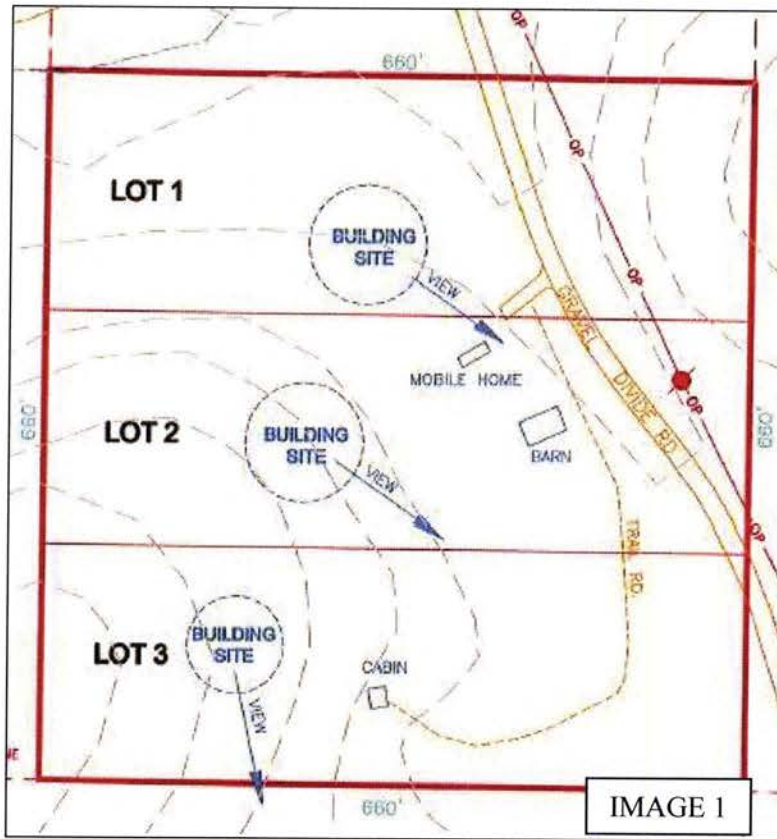 660'
OP
OP
LOT 1
BUILDING
SITE
VIEW
OP
GRAVEL DIVIDE RD
MOBILE HOME
OP
660'
LOT 2
BUILDING
SITE
VIEW
BARN
660'
OP
TRAIL RD.
LOT 3
BUILDING
SITE
VIEW
CABIN
660'
IMAGE 1